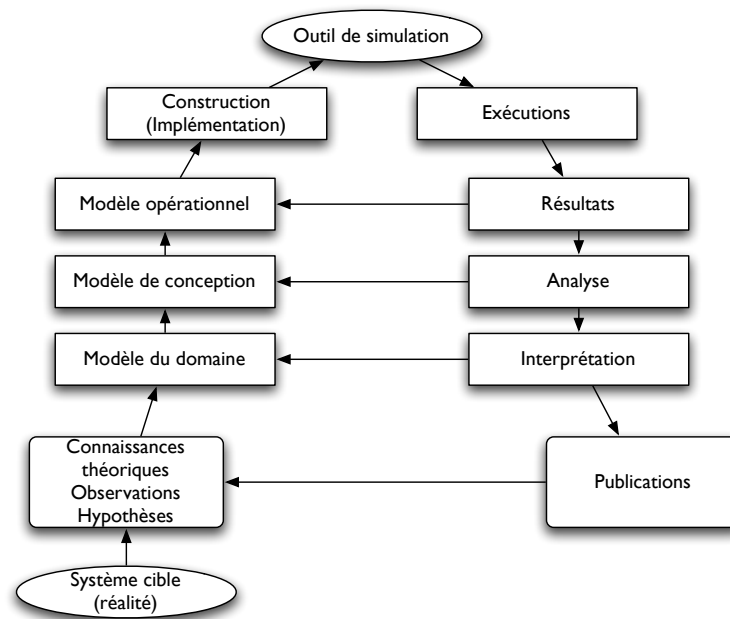 Outil de simulation
Construction
(Implémentation)
Exécutions
Modèle opérationnel
Résultats
Modèle de conception
Analyse
Modèle du domaine
Interprétation
Connaissances
théoriques
Observations
Hypothèses
Publications
Système cible
(réalité)